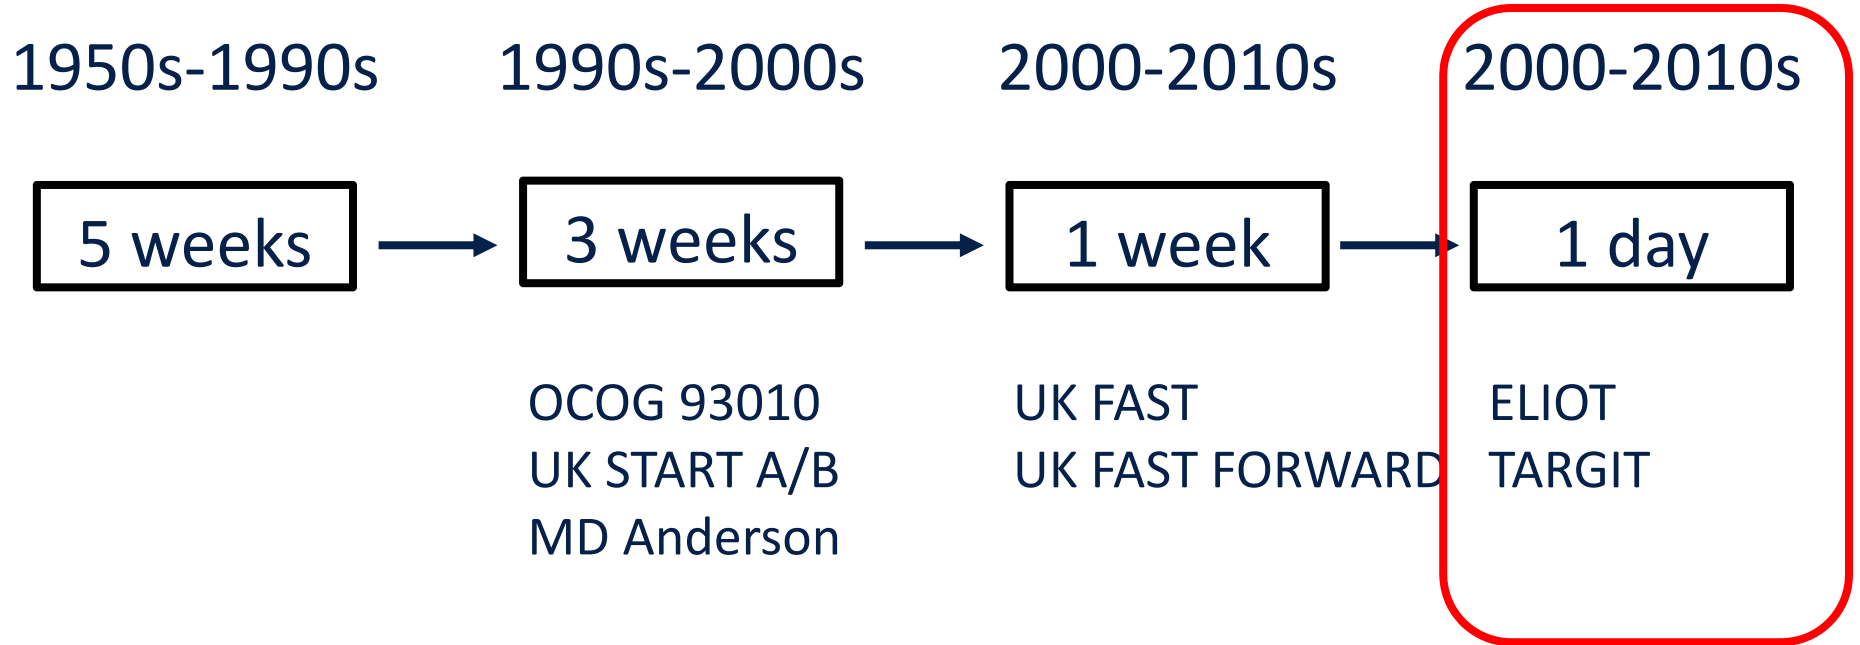 1950s-1990s
1990s-2000s
2000-2010s
2000-2010s
5 weeks
3 weeks
1 week
1 day
OCOG 93010
UK START A/B
MD Anderson
UK FAST
UK FAST FORWARD
ELIOT
TARGIT